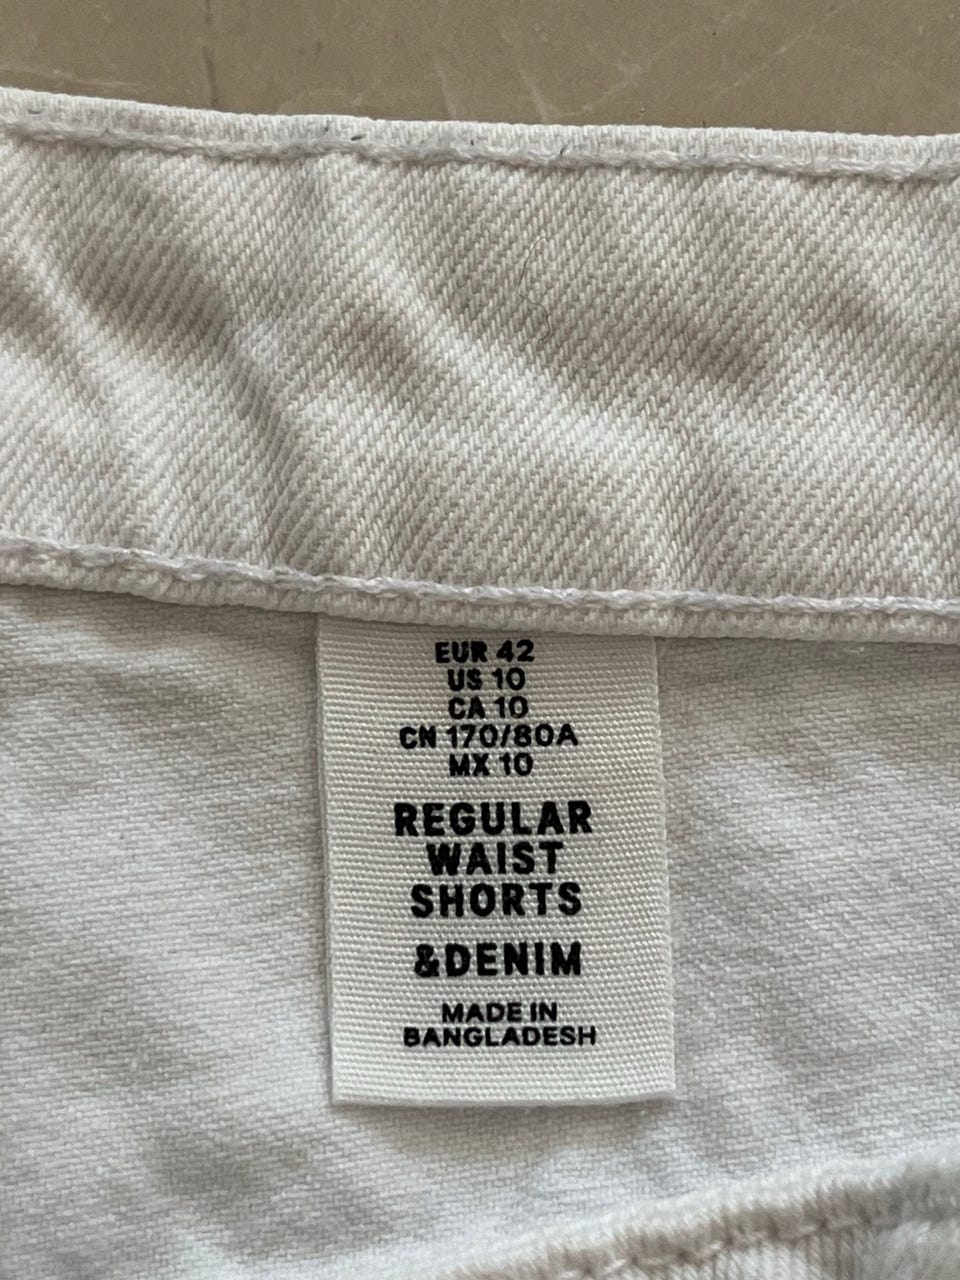 EUR 42
US 10
CA 10
CN 170/80A
MX 10
REGULAR
WAIST
SHORTS
&DENIM
MADE IN
BANGLADESH